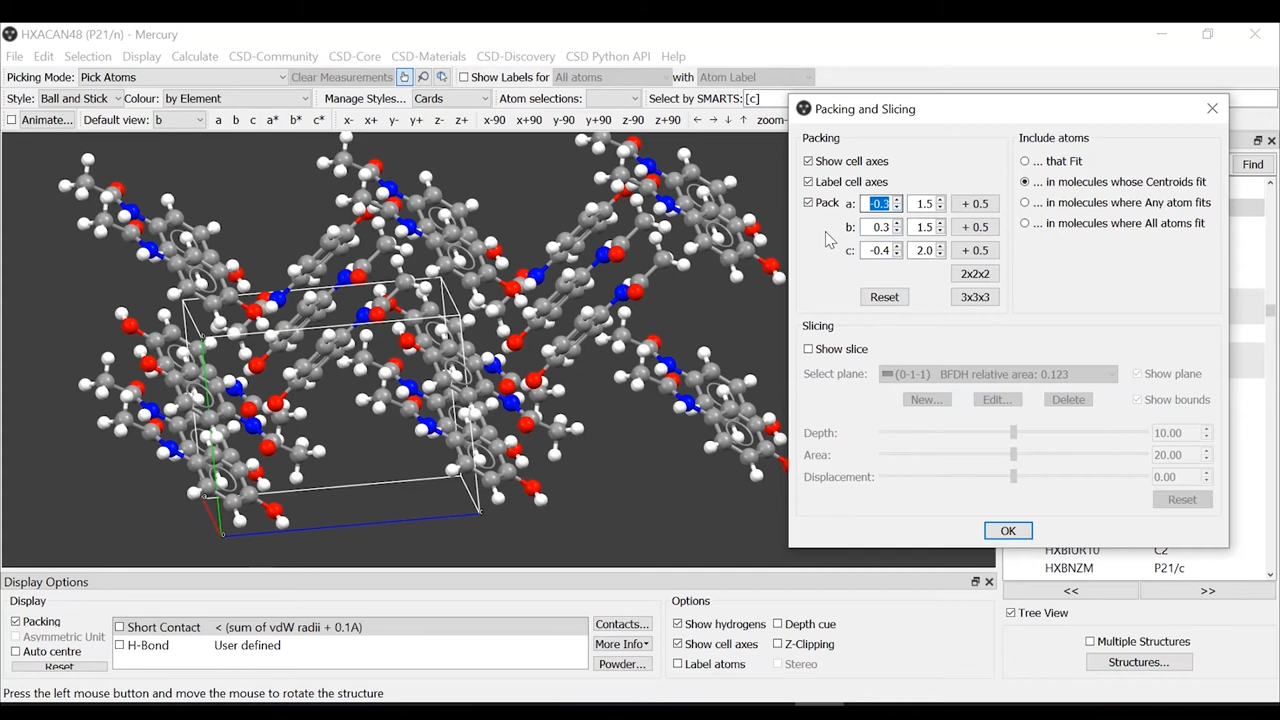 HXACAN48 (P21/n) - Mercury
File Edit Selection Display Calculate CSD-Community CSD-Core CSD-Materials CSD-Discovery CSD Python API Help
Picking Mode: Pick Atoms Clear Measurements Show Labels for All atoms with Atom Label
Style: Ball and Stick Colour: by Element Manage Styles... Cards Atom selections: Select by SMARTS: [c]
Animate... Default view: b a b c a* b* c* x- x+ y- y+ z- z+ x-90 x+90 y-90 y+90 z-90 z+90 ← → ↓ ↑ zoom-
Find
Packing and Slicing
Packing
Show cell axes
Label cell axes
Pack a: -0.3 1.5 + 0.5
b: 0.3 1.5 + 0.5
c: -0.4 2.0 + 0.5
2x2x2
Reset 3x3x3
Include atoms
... that Fit
... in molecules whose Centroids fit
... in molecules where Any atom fits
... in molecules where All atoms fit
Slicing
Show slice
Select plane: (0-1-1) BFDH relative area: 0.123 Show plane
New... Edit... Delete Show bounds
Depth: 10.00
Area: 20.00
Displacement: 0.00
Reset
OK
HXBIUR10 C2
HXBNZM P21/c
<< >>
Tree View
Multiple Structures
Structures...
Display Options
Display
Packing
Asymmetric Unit
Auto centre
Reset
Short Contact < (sum of vdW radii + 0.1A)
H-Bond User defined
Contacts...
More Info
Powder...
Options
Show hydrogens Depth cue
Show cell axes Z-Clipping
Label atoms Stereo
Press the left mouse button and move the mouse to rotate the structure